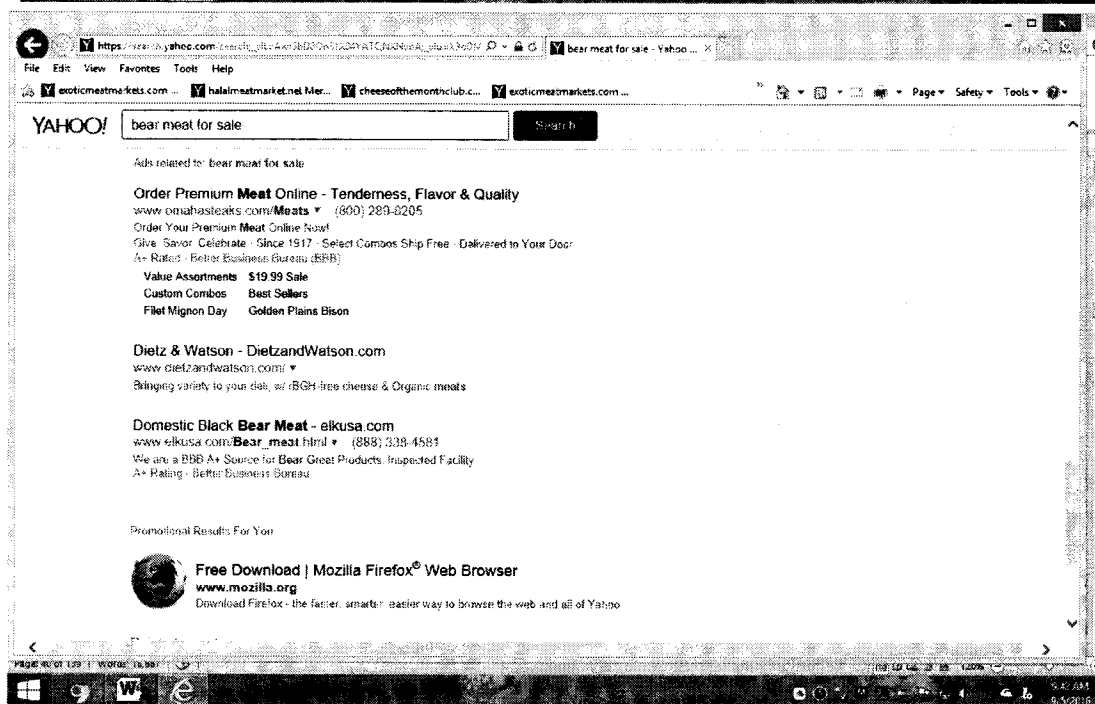 bear meat for sale - Yahoo ... ×
File Edit View Favorites Tools Help
exoticmeatmarkets.com ... halalmeatmarket.net Mer... cheeseofthemonthclub.c... exoticmeatmarkets.com ... » Page Safety Tools
YAHOO! bear meat for sale Search
Ads related to: bear meat for sale
Order Premium Meat Online - Tenderness, Flavor & Quality
www.omahasteaks.com/Meats (800) 289-8205
Order Your Premium Meat Online Now!
Give. Savor. Celebrate · Since 1917 · Select Combos Ship Free · Delivered to Your Door
A+ Rated - Better Business Bureau (BBB)
Value Assortments $19.99 Sale
Custom Combos Best Sellers
Filet Mignon Day Golden Plains Bison
Dietz & Watson - DietzandWatson.com
www.dietzandwatson.com/
Bringing variety to your deli, w/ rBGH-free cheese & Organic meats
Domestic Black Bear Meat - elkusa.com
www.elkusa.com/Bear_meat.html (888) 338-4581
We are a BBB A+ Source for Bear Great Products. Inspected Facility
A+ Rating - Better Business Bureau
Promotional Results For You
Free Download | Mozilla Firefox® Web Browser
www.mozilla.org
Download Firefox - the faster, smarter, easier way to browse the web and all of Yahoo
120%
9:42 AM
9/5/2016